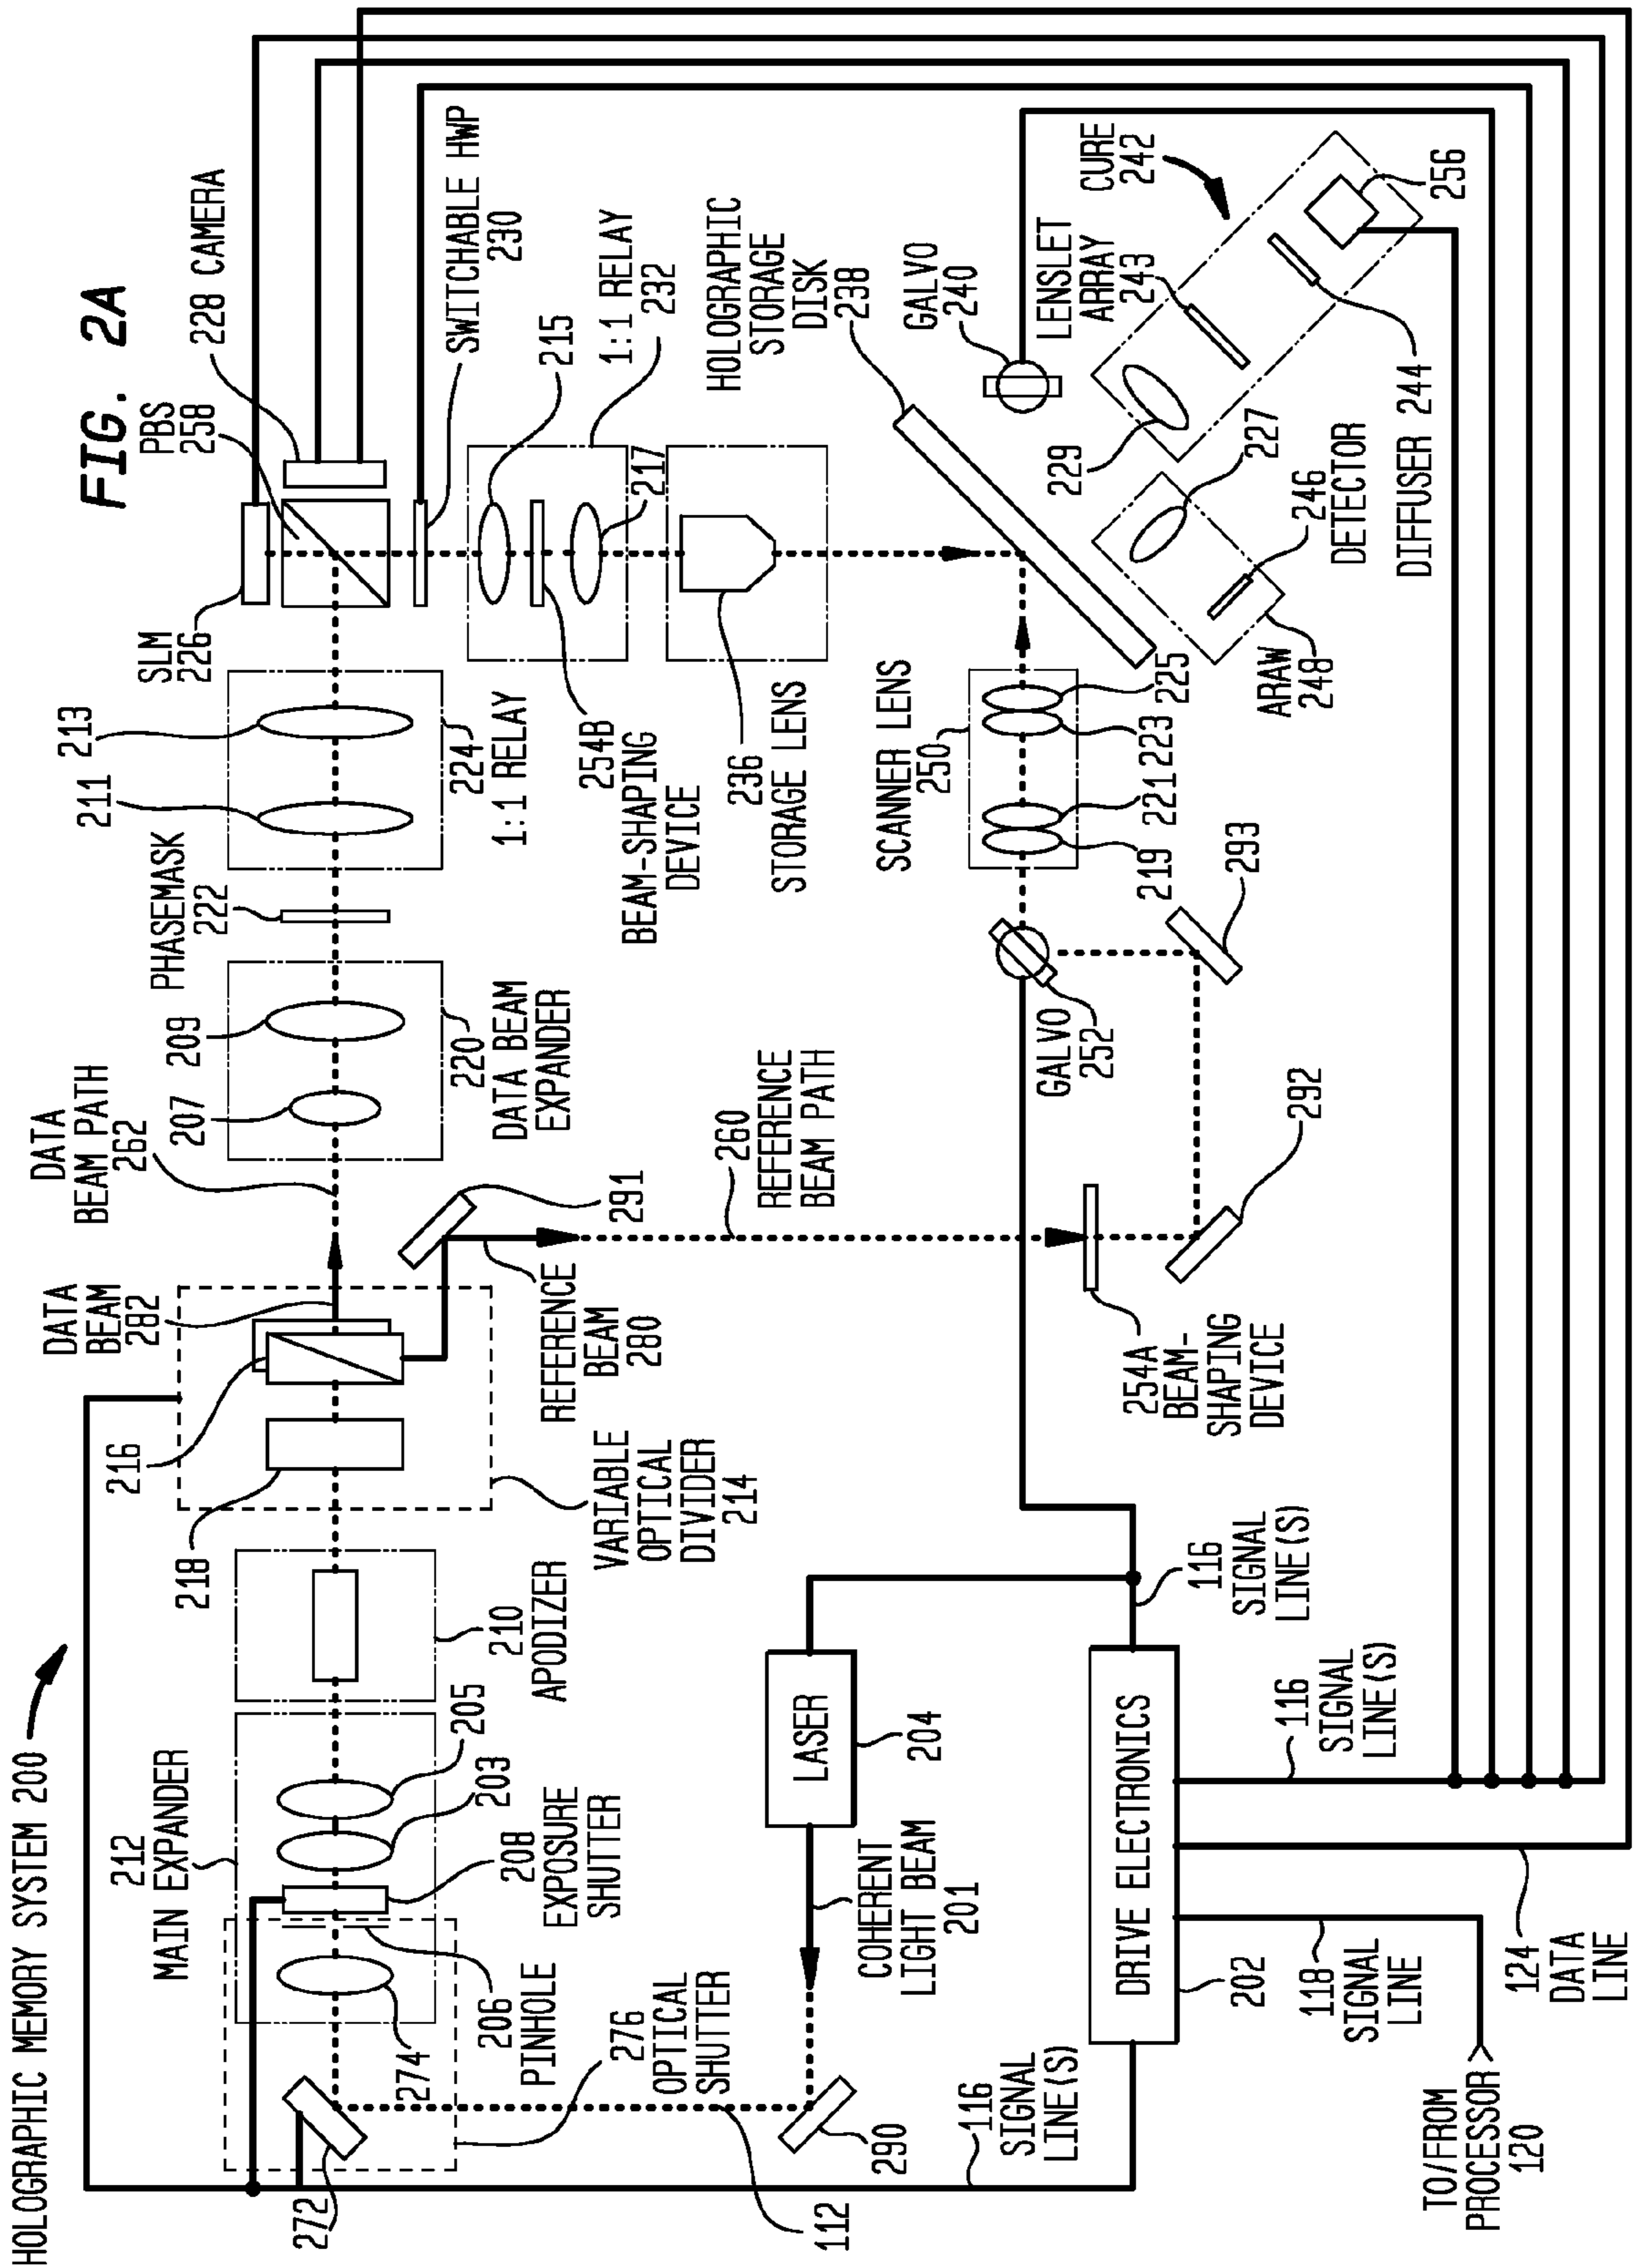 FIG. 2A
HOLOGRAPHIC MEMORY SYSTEM 200
272
274
206
PINHOLE
276
OPTICAL
SHUTTER
112
290
212
MAIN EXPANDER
208
EXPOSURE
SHUTTER
203
205
210
APODIZER
218
216
VARIABLE
OPTICAL
DIVIDER
214
DATA
BEAM
282
REFERENCE
BEAM
280
291
DATA
BEAM PATH
262
207
209
220
DATA BEAM
EXPANDER
PHASEMASK
222
211
213
224
1:1 RELAY
SLM
226
PBS
258
228 CAMERA
SWITCHABLE HWP
230
215
1:1 RELAY
232
217
254B
BEAM-SHAPING
DEVICE
236
STORAGE LENS
HOLOGRAPHIC
STORAGE
DISK
238
260
REFERENCE
BEAM PATH
254A
BEAM-
SHAPING
DEVICE
292
293
GALVO
252
SCANNER LENS
250
219
221
223
225
GALVO
240
LENSLET
ARRAY
243
CURE
242
229
227
246
DETECTOR
DIFFUSER 244
256
ARAW
248
LASER
204
COHERENT
LIGHT BEAM
201
DRIVE ELECTRONICS
202
116
SIGNAL
LINE(S)
116
SIGNAL
LINE(S)
116
SIGNAL
LINE(S)
118
SIGNAL
LINE
124
DATA
LINE
TO/FROM
PROCESSOR
120